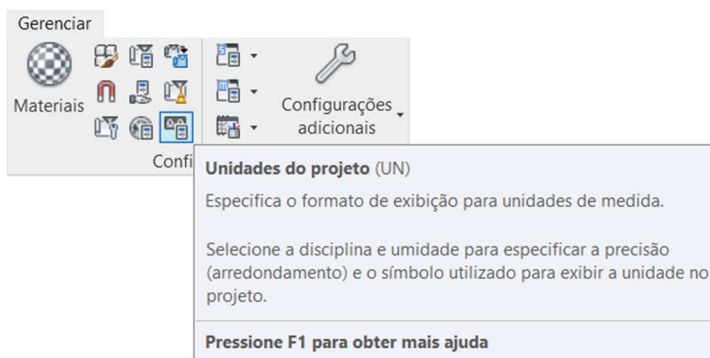 Gerenciar
Materiais
Configurações
adicionais
Confi
Unidades do projeto (UN)
Especifica o formato de exibição para unidades de medida.
Selecione a disciplina e umidade para especificar a precisão
(arredondamento) e o símbolo utilizado para exibir a unidade no
projeto.
Pressione F1 para obter mais ajuda